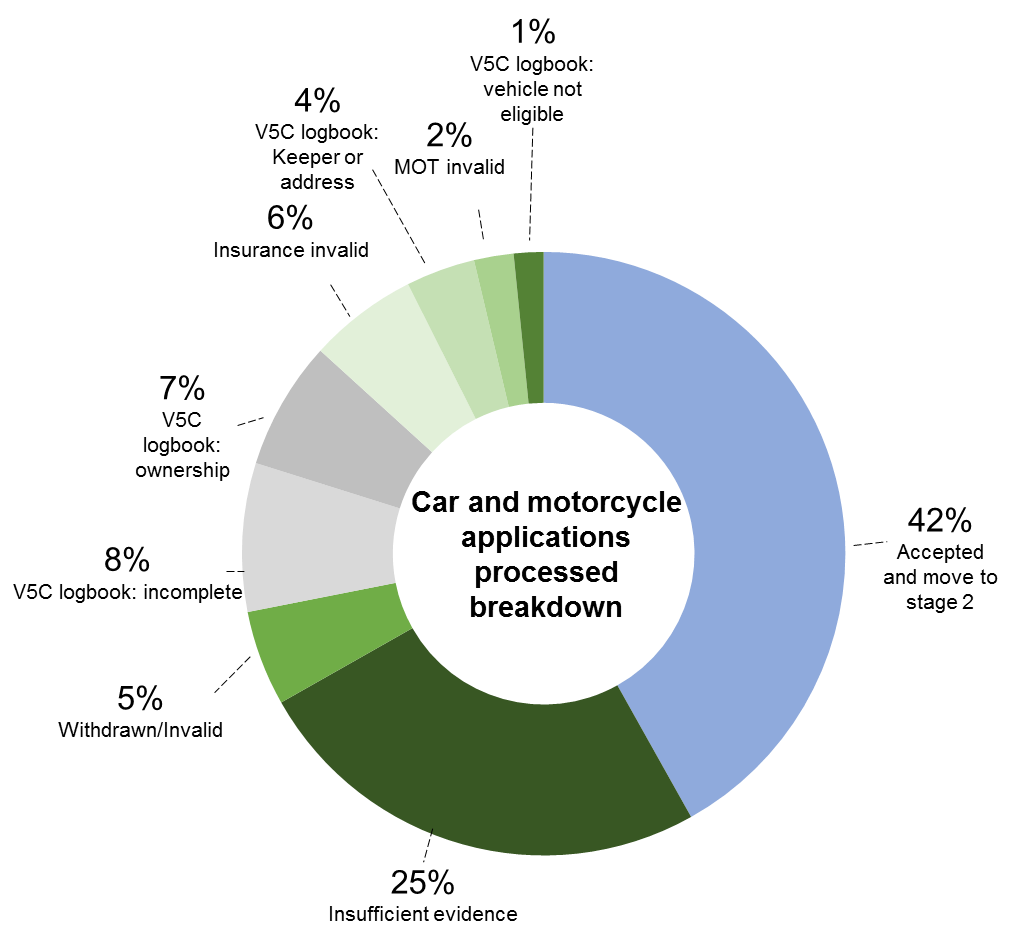 1%
V5C logbook:
vehicle not
eligible
4%
V5C logbook:
Keeper or
address
2%
MOT invalid
6%
Insurance invalid
7%
V5C
logbook:
ownership
Car and motorcycle
applications
processed
breakdown
42%
Accepted
and move to
stage 2
8%
V5C logbook: incomplete
5%
Withdrawn/Invalid
25%
Insufficient evidence